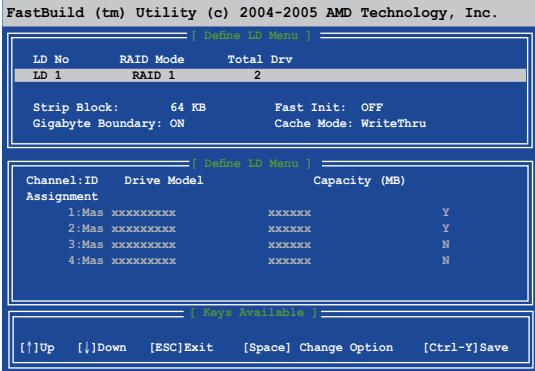 FastBuild (tm) Utility (c) 2004-2005 AMD Technology, Inc.
[ Define LD Menu ]
LD No RAID Mode Total Drv
LD 1 RAID 1 2
Strip Block: 64 KB Fast Init: OFF
Gigabyte Boundary: ON Cache Mode: WriteThru
[ Define LD Menu ]
Channel:ID Drive Model Capacity (MB)
Assignment
1:Mas xxxxxxxxx xxxxxx Y
2:Mas xxxxxxxxx xxxxxx Y
3:Mas xxxxxxxxx xxxxxx N
4:Mas xxxxxxxxx xxxxxx N
[ Keys Available ]
[↑]Up [↓]Down [ESC]Exit [Space] Change Option [Ctrl-Y]Save